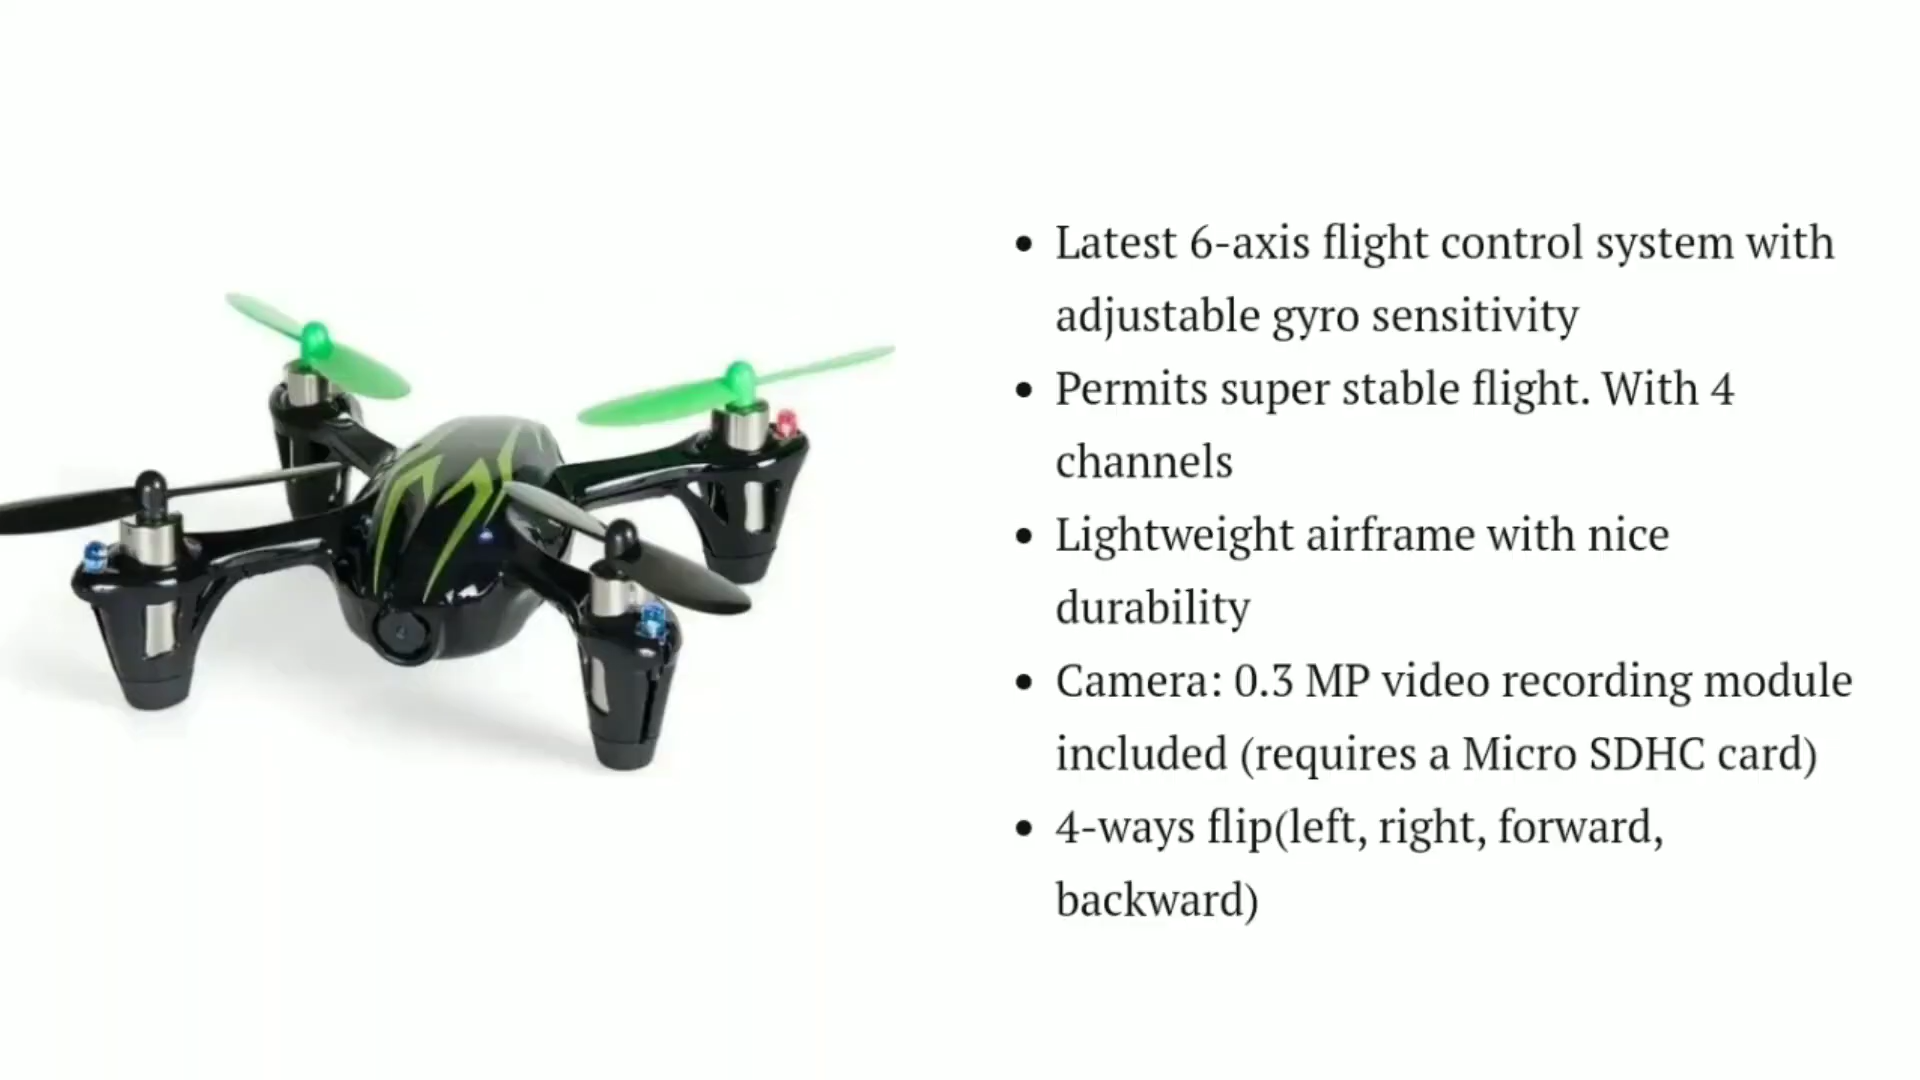 • Latest 6-axis flight control system with
adjustable gyro sensitivity
• Permits super stable flight. With 4
channels
• Lightweight airframe with nice
durability
• Camera: 0.3 MP video recording module
included (requires a Micro SDHC card)
• 4-ways flip(left, right, forward,
backward)